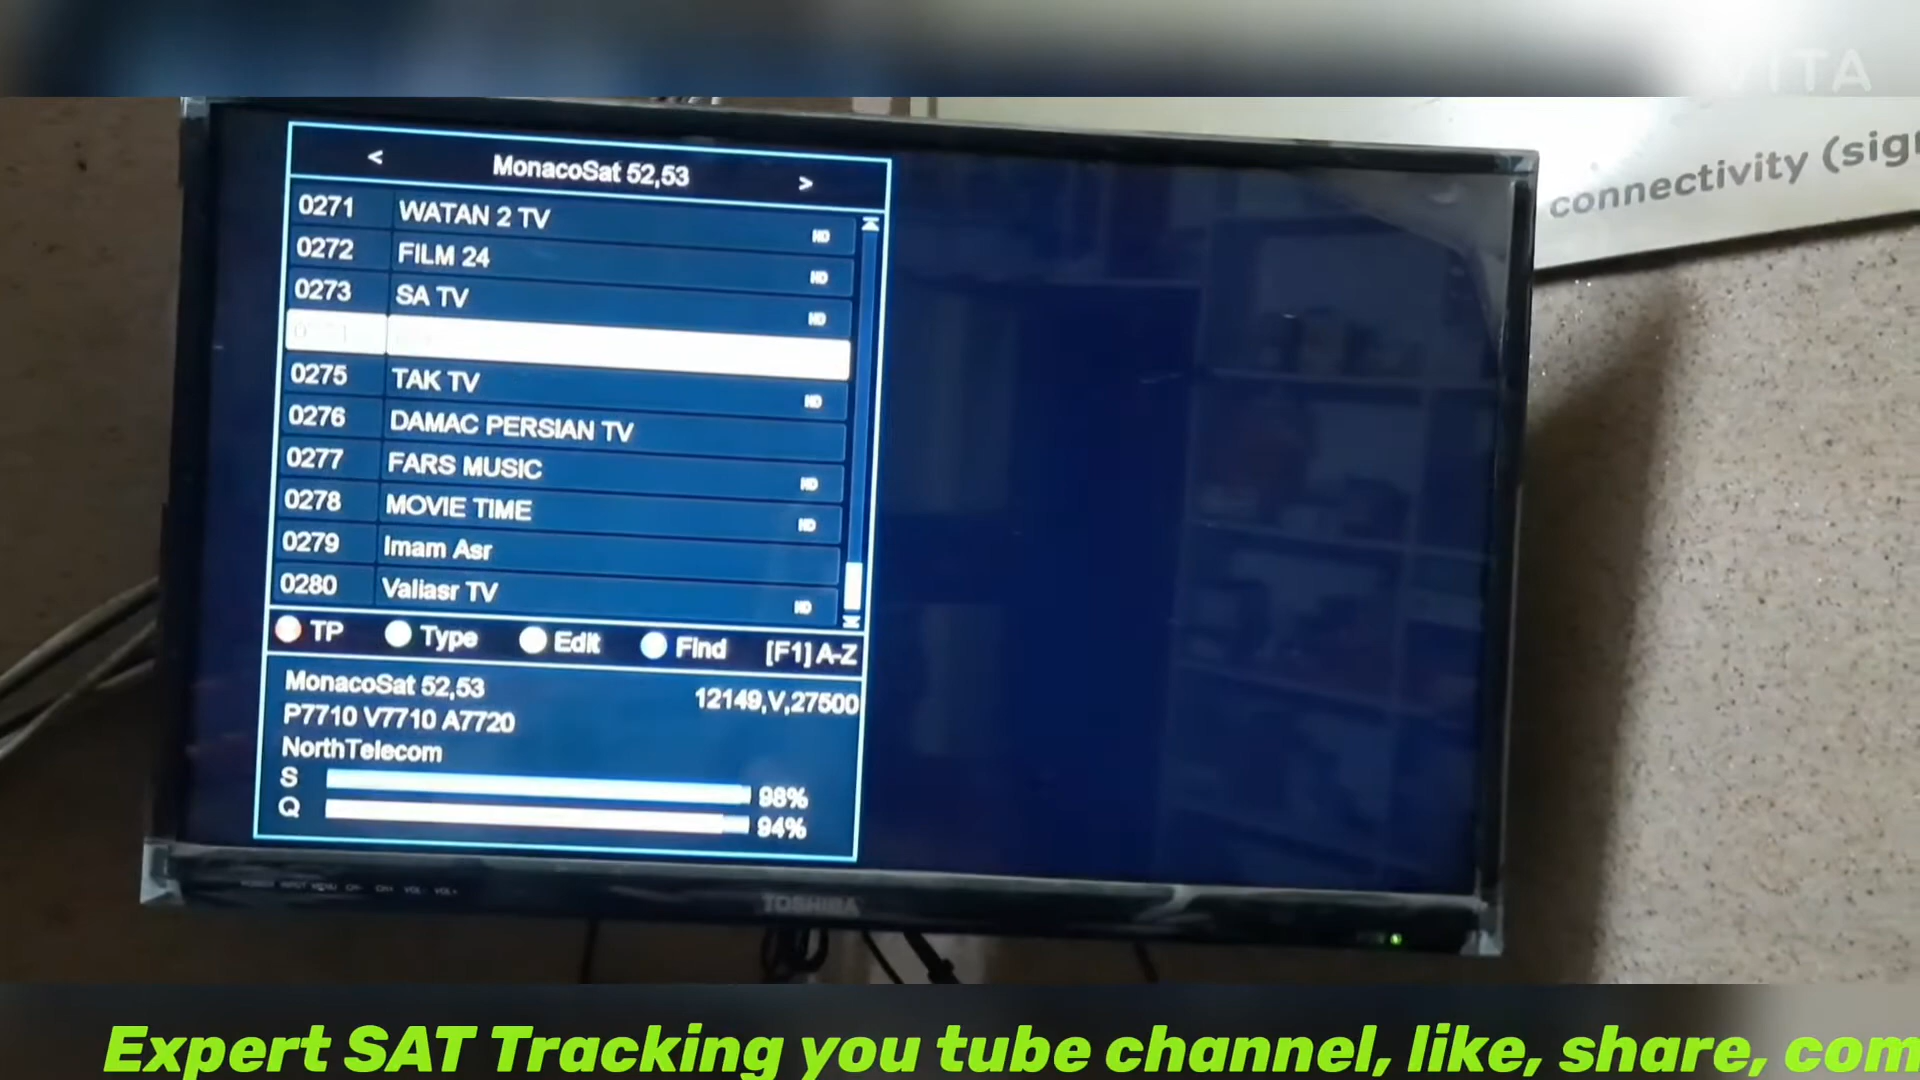 VITA
connectivity (sig
< MonacoSat 52,53 >
0271 WATAN 2 TV HD
0272 FILM 24 HD
0273 SA TV HD
0275 TAK TV HD
0276 DAMAC PERSIAN TV
0277 FARS MUSIC HD
0278 MOVIE TIME HD
0279 Imam Asr
0280 Valiasr TV HD
TP Type Edit Find [F1] A-Z
MonacoSat 52,53 12149,V,27500
P7710 V7710 A7720
NorthTelecom
S 98%
Q 94%
TOSHIBA
Expert SAT Tracking you tube channel, like, share, com